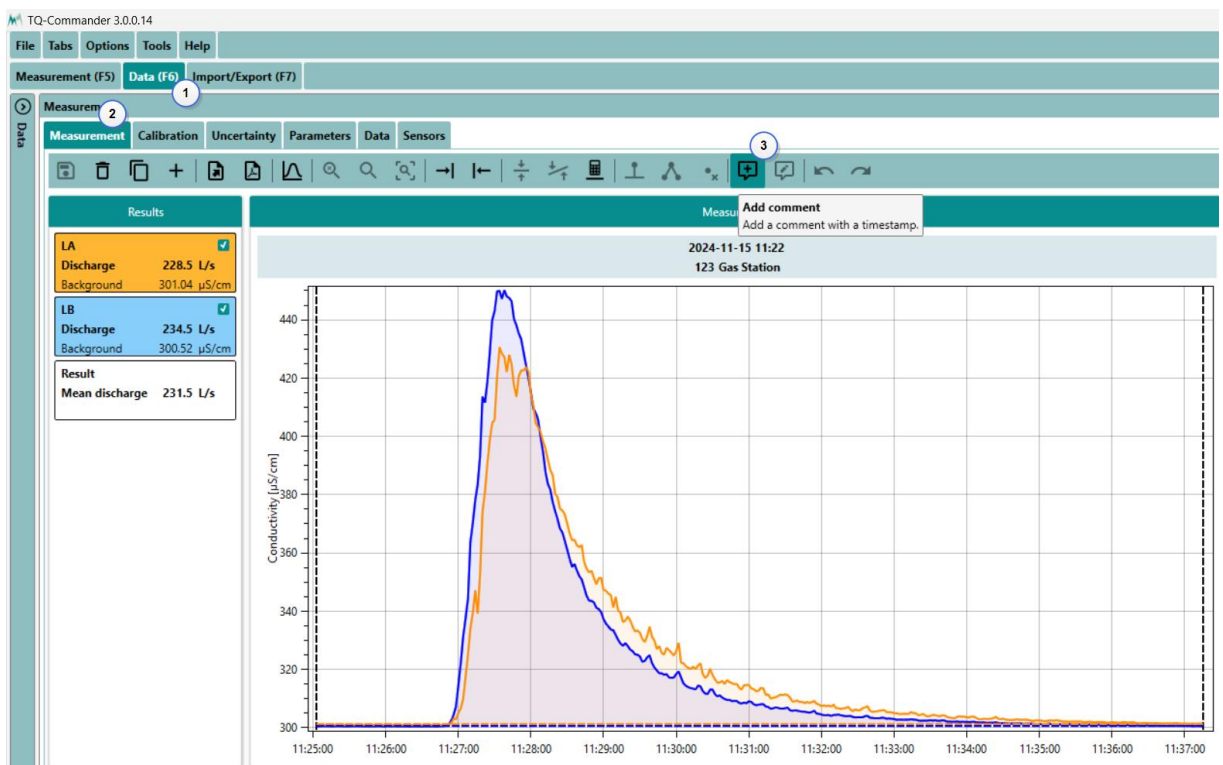 TQ-Commander 3.0.0.14
File Tabs Options Tools Help
Measurement (F5) Data (F6) Import/Export (F7)
1
Data
2
Measurement Calibration Uncertainty Parameters Data Sensors
3
Results
Add comment
Add a comment with a timestamp.
LA
Discharge 228.5 L/s
Background 301.04 µS/cm
LB
Discharge 234.5 L/s
Background 300.52 µS/cm
Result
Mean discharge 231.5 L/s
2024-11-15 11:22
123 Gas Station
Conductivity [µS/cm]
440
420
400
380
360
340
320
300
11:25:00 11:26:00 11:27:00 11:28:00 11:29:00 11:30:00 11:31:00 11:32:00 11:33:00 11:34:00 11:35:00 11:36:00 11:37:00